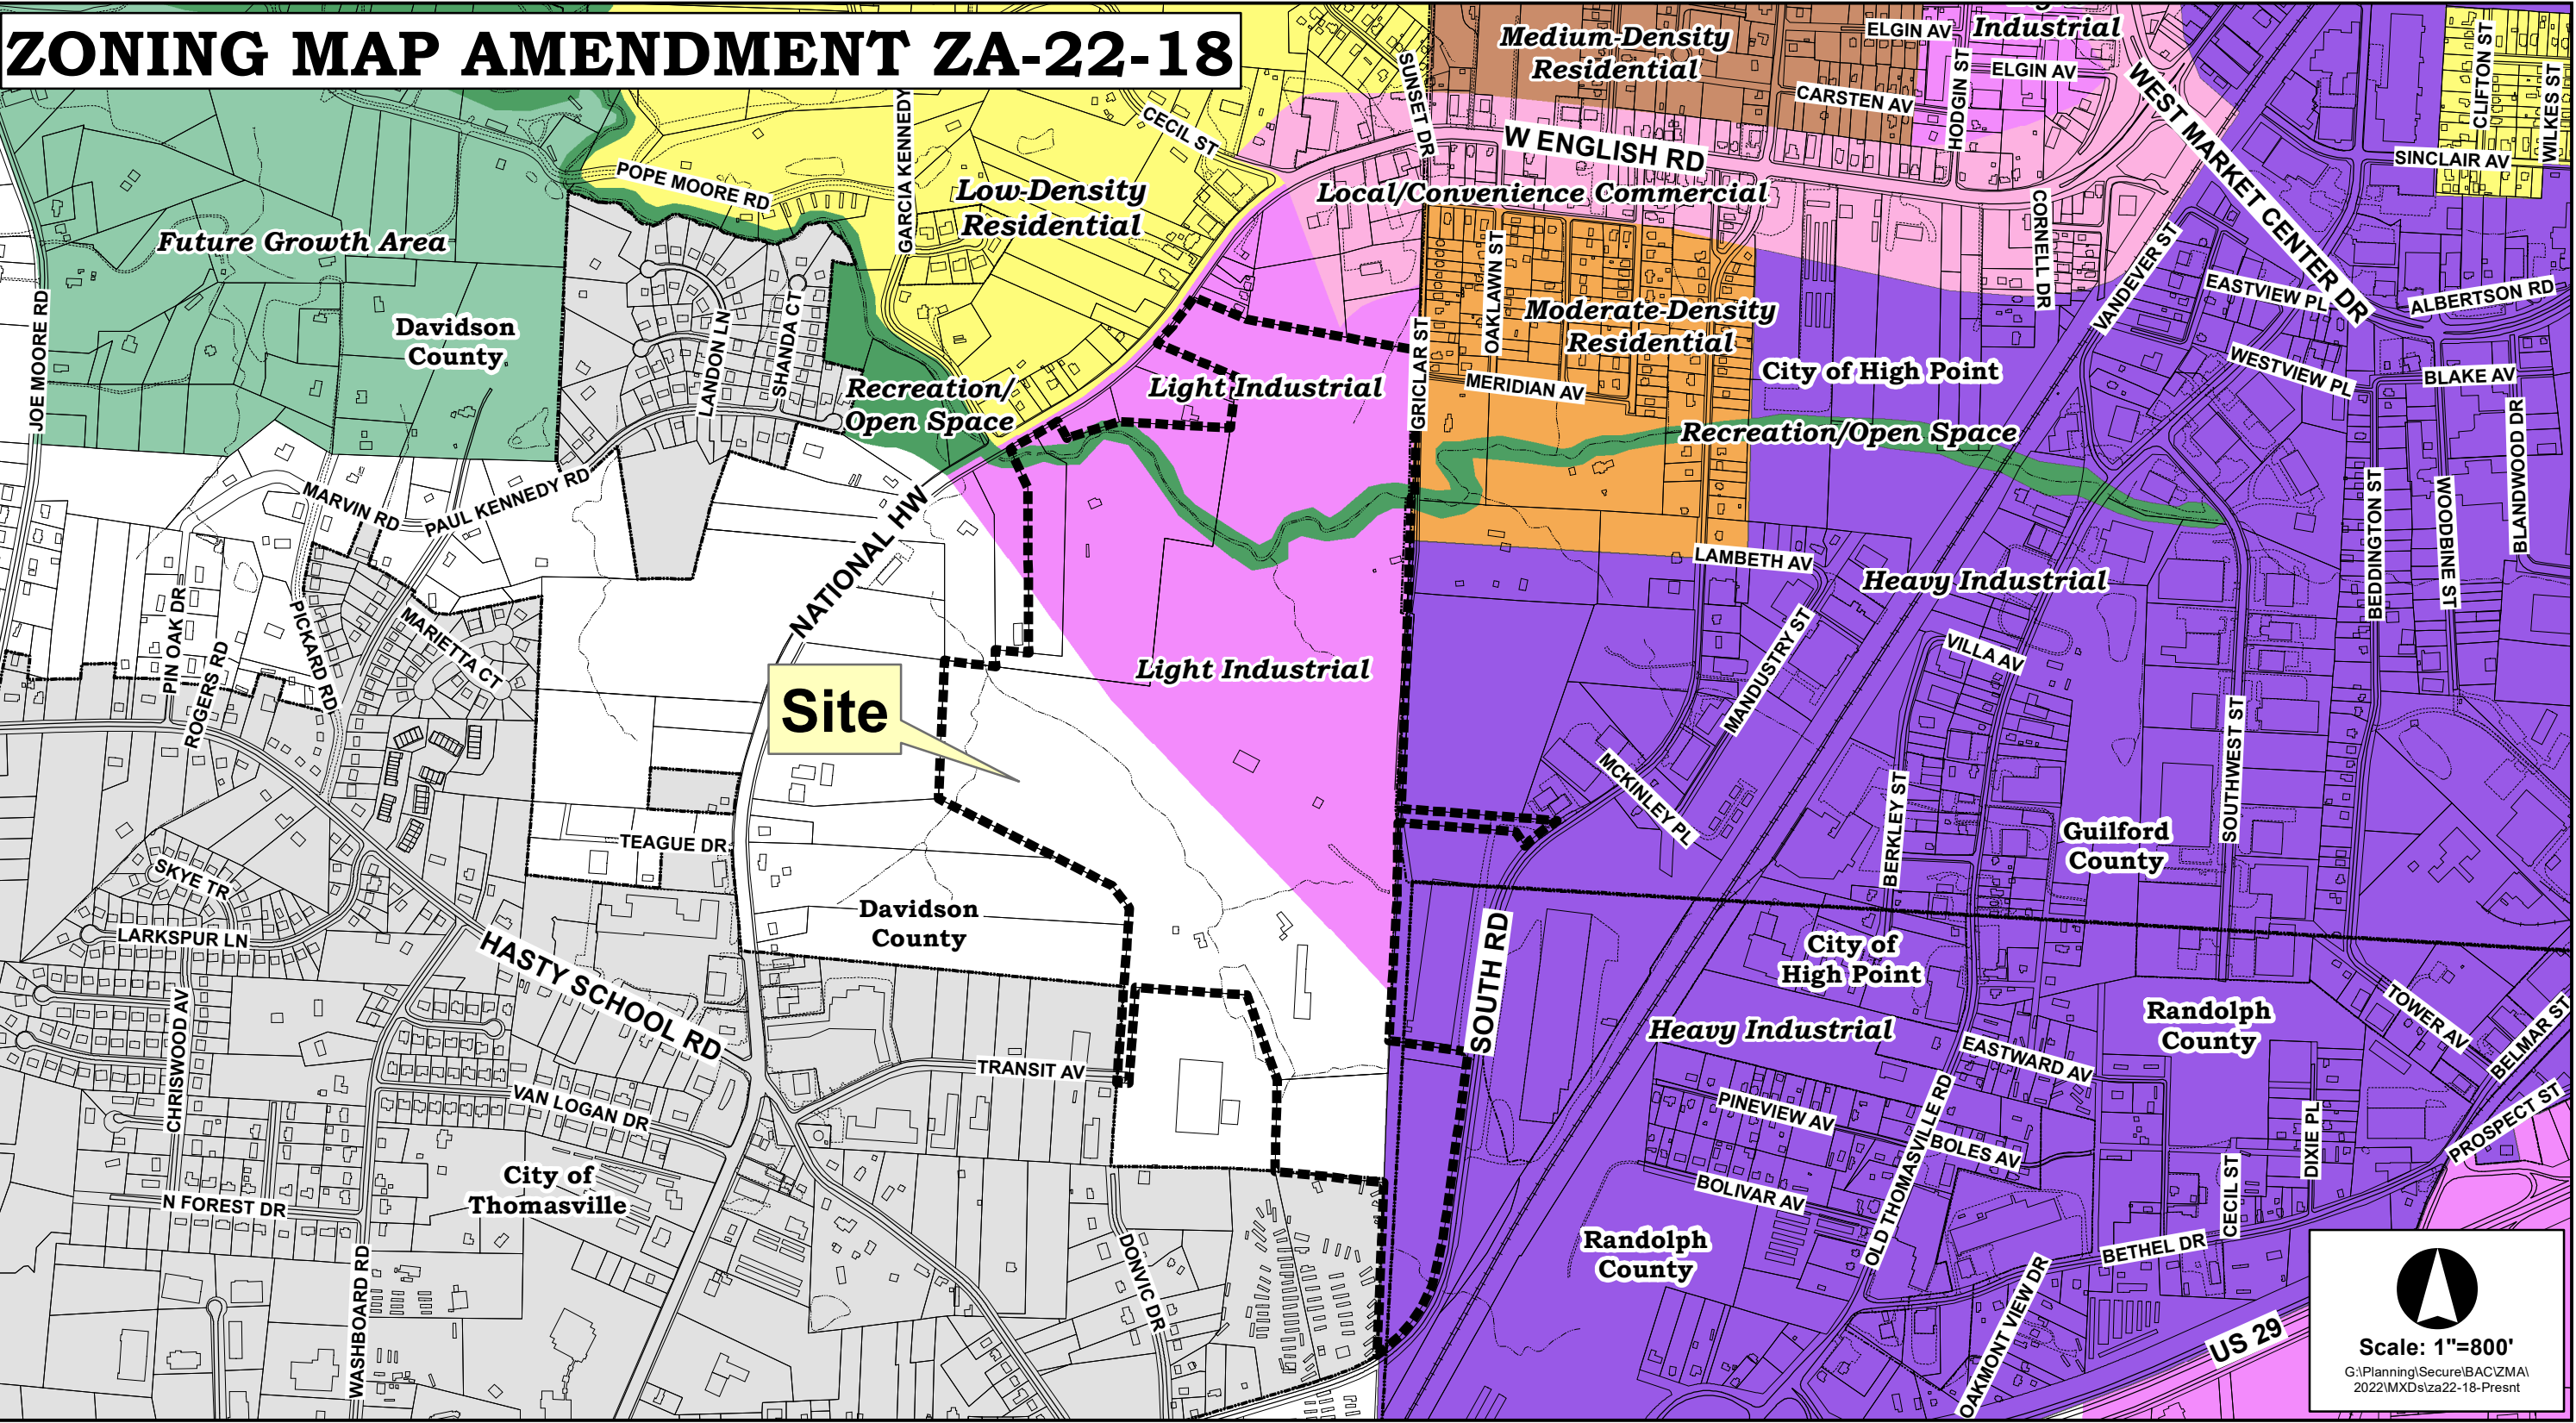 ZONING MAP AMENDMENT ZA-22-18
Medium-Density
Residential
Industrial
ELGIN AV
ELGIN AV
CARSTEN AV
HODGIN ST
WEST MARKET CENTER DR
CLIFTON ST
WILKES ST
SINCLAIR AV
SUNSET DR
CECIL ST
W ENGLISH RD
GARCIA KENNEDY
POPE MOORE RD
Low-Density
Residential
Local/Convenience Commercial
CORNELL DR
VANDEVER ST
Future Growth Area
JOE MOORE RD
Davidson
County
LANDON LN
SHANDA CT
OAKLAWN ST
Moderate-Density
Residential
EASTVIEW PL
ALBERTSON RD
WESTVIEW PL
BLAKE AV
City of High Point
GRICLAR ST
MERIDIAN AV
Light Industrial
Recreation/
Open Space
Recreation/Open Space
BLANDWOOD DR
WOODBINE ST
BEDDINGTON ST
MARVIN RD
PAUL KENNEDY RD
NATIONAL HW
LAMBETH AV
Heavy Industrial
PIN OAK DR
ROGERS RD
PICKARD RD
MARIETTA CT
Light Industrial
MANDUSTRY ST
VILLA AV
Site
SOUTHWEST ST
MCKINLEY PL
BERKLEY ST
Guilford
County
TEAGUE DR
SKYE TR
LARKSPUR LN
Davidson
County
HASTY SCHOOL RD
SOUTH RD
City of
High Point
Heavy Industrial
Randolph
County
TOWER AV
BELMAR ST
PROSPECT ST
CHRISWOOD AV
TRANSIT AV
VAN LOGAN DR
EASTWARD AV
PINEVIEW AV
BOLES AV
OLD THOMASVILLE RD
DIXIE PL
CECIL ST
City of
Thomasville
N FOREST DR
BOLIVAR AV
Randolph
County
BETHEL DR
WASHBOARD RD
DONVIC DR
OAKMONT VIEW DR
US 29
Scale: 1"=800'
G:\Planning\Secure\BAC\ZMA\
2022\MXDs\za22-18-Presnt